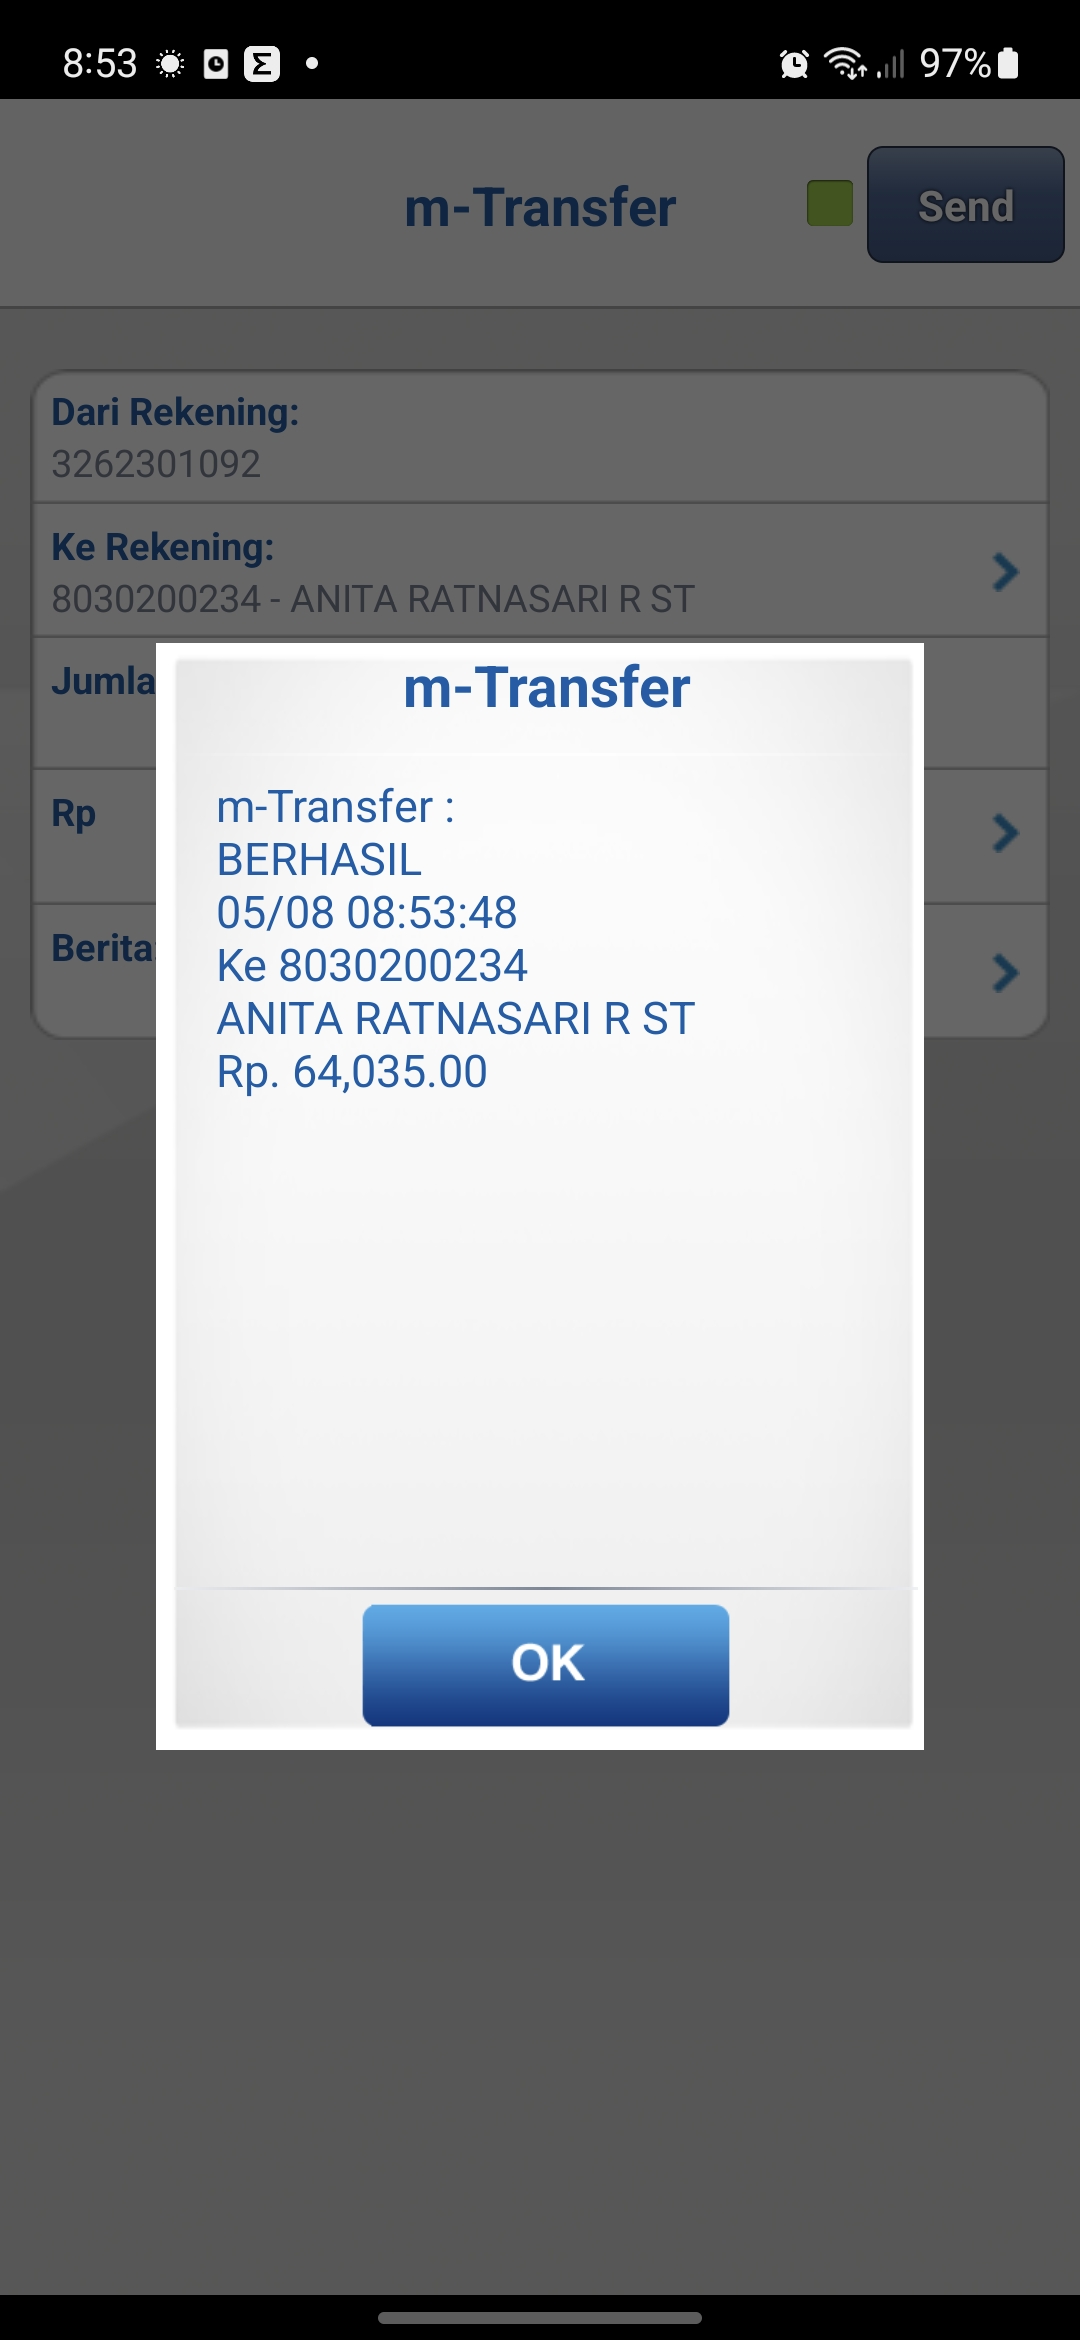 8:53
97%
m-Transfer
Send
Dari Rekening:
3262301092
Ke Rekening:
8030200234 - ANITA RATNASARI R ST
Jumla
Rp
Berita:
m-Transfer
m-Transfer :
BERHASIL
05/08 08:53:48
Ke 8030200234
ANITA RATNASARI R ST
Rp. 64,035.00
OK